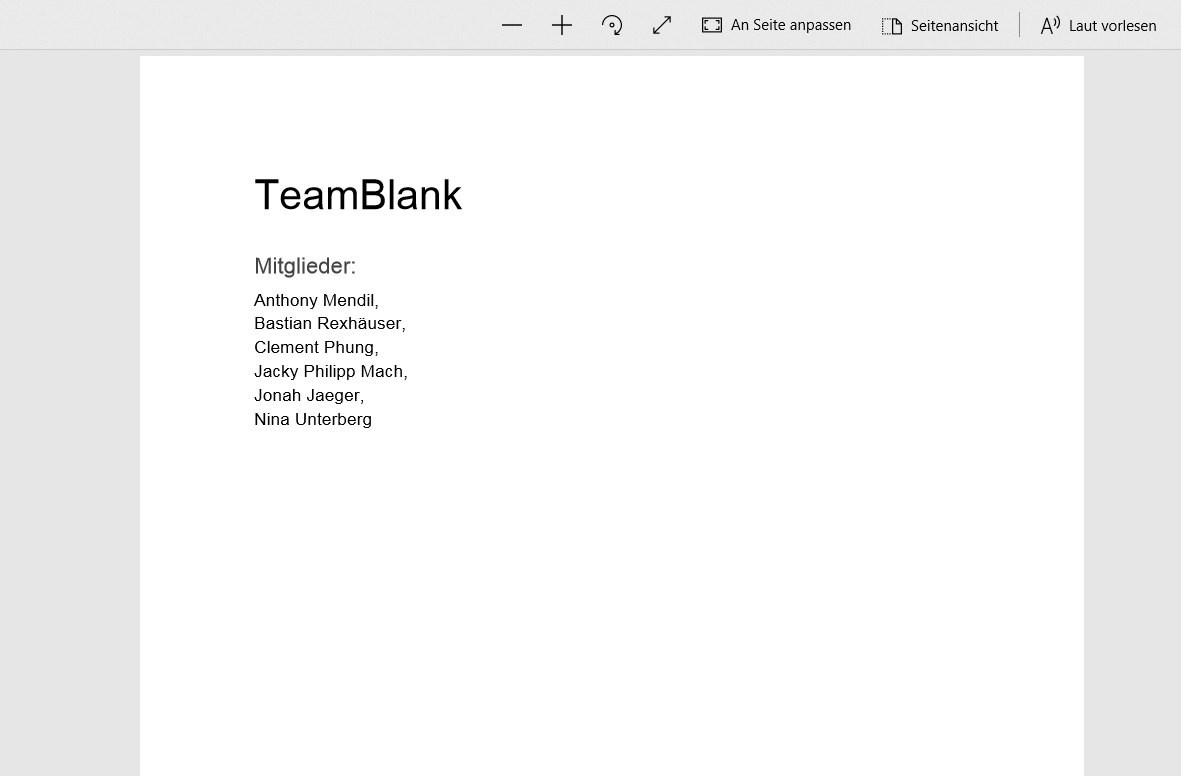 An Seite anpassen Seitenansicht Laut vorlesen
TeamBlank
Mitglieder:
Anthony Mendil,
Bastian Rexhäuser,
Clement Phung,
Jacky Philipp Mach,
Jonah Jaeger,
Nina Unterberg